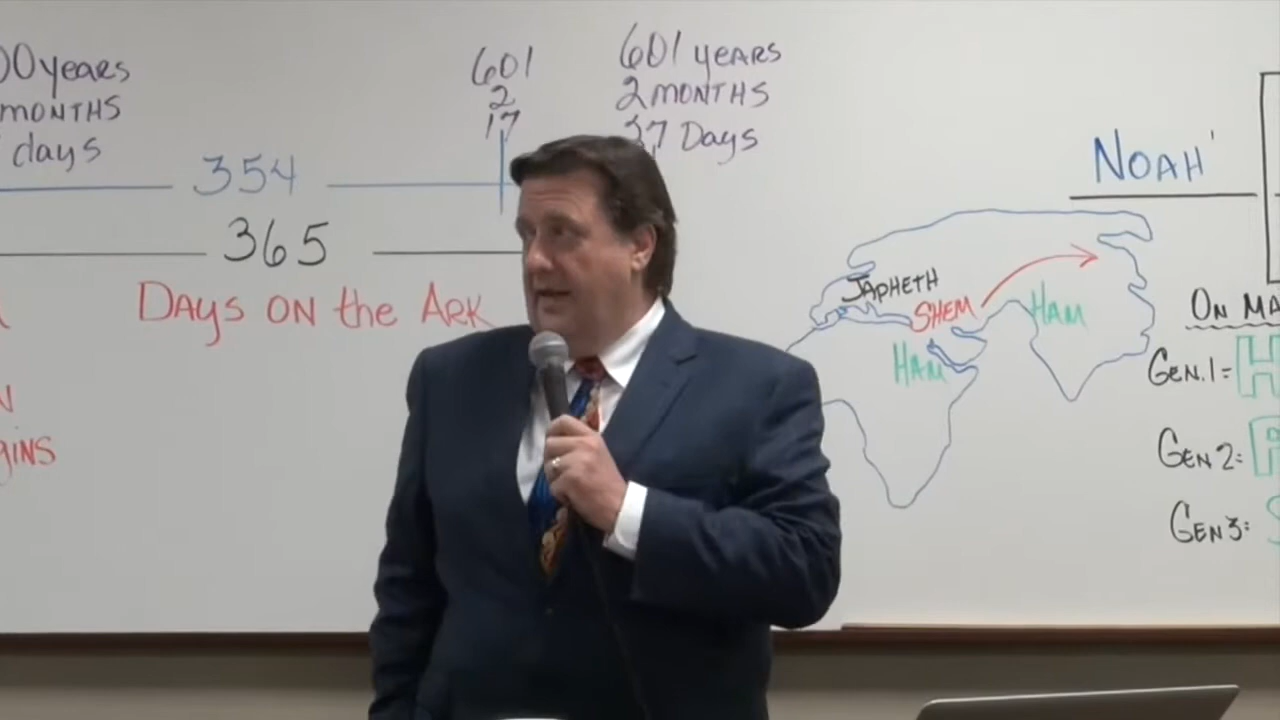 00 years
MONTHS
days
354
365
DAYS ON the ARK
601
2
17
601 years
2 MONTHS
27 Days
NOAH'
JAPHETH
SHEM
HAM
HAM
ON MA
GEN.1= H
GEN 2:
GEN 3: S